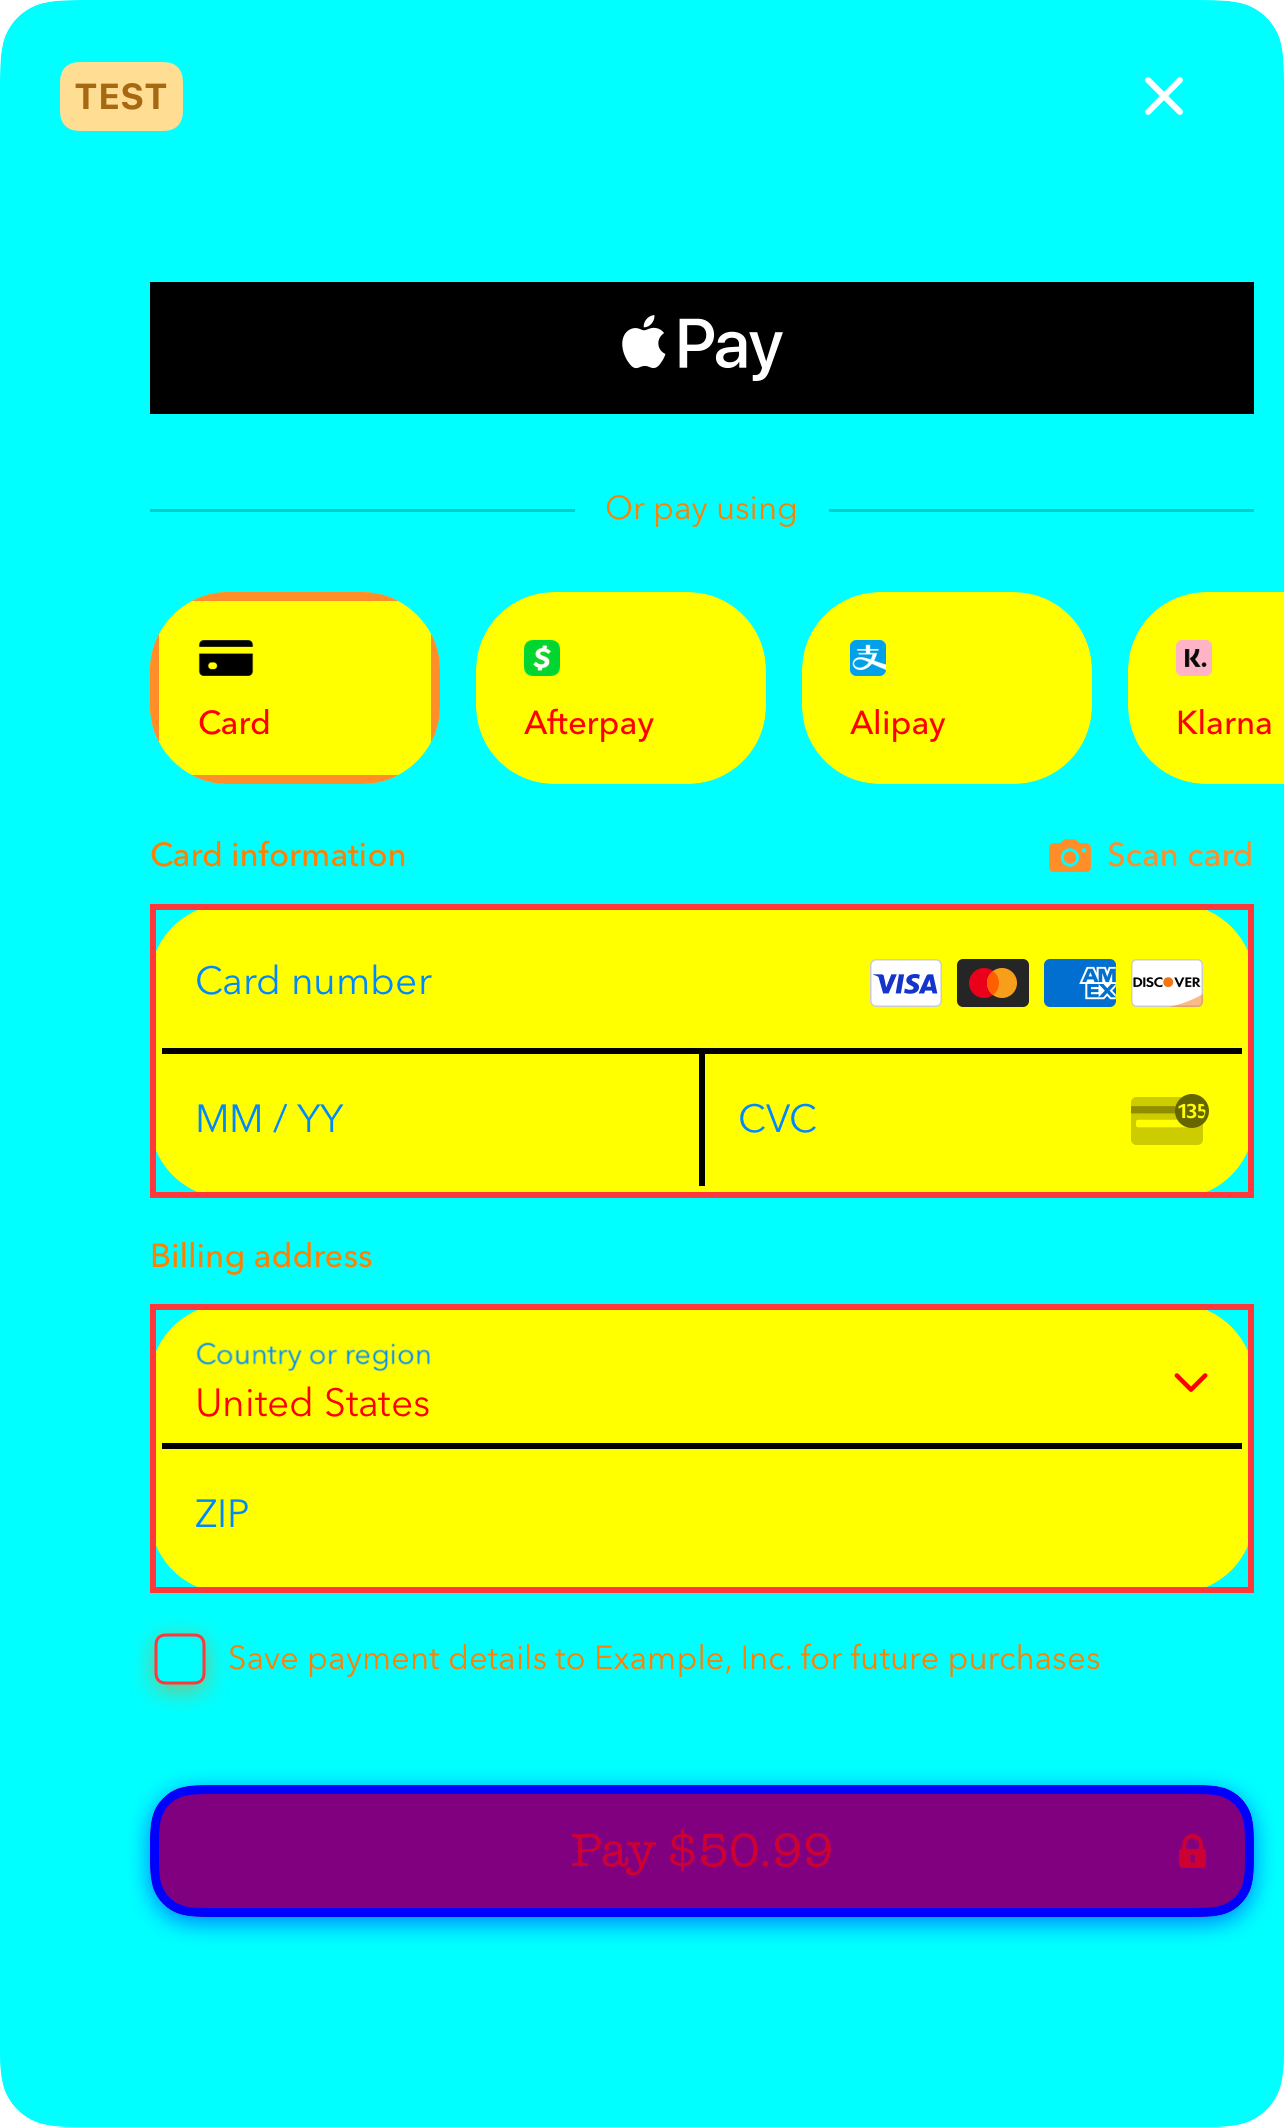 TEST
Pay
Or pay using
Card
Afterpay
Alipay
Klarna
Card information
Scan card
Card number
VISA
AMEX
DISCOVER
MM / YY
CVC
135
Billing address
Country or region
United States
ZIP
Save payment details to Example, Inc. for future purchases
Pay $50.99